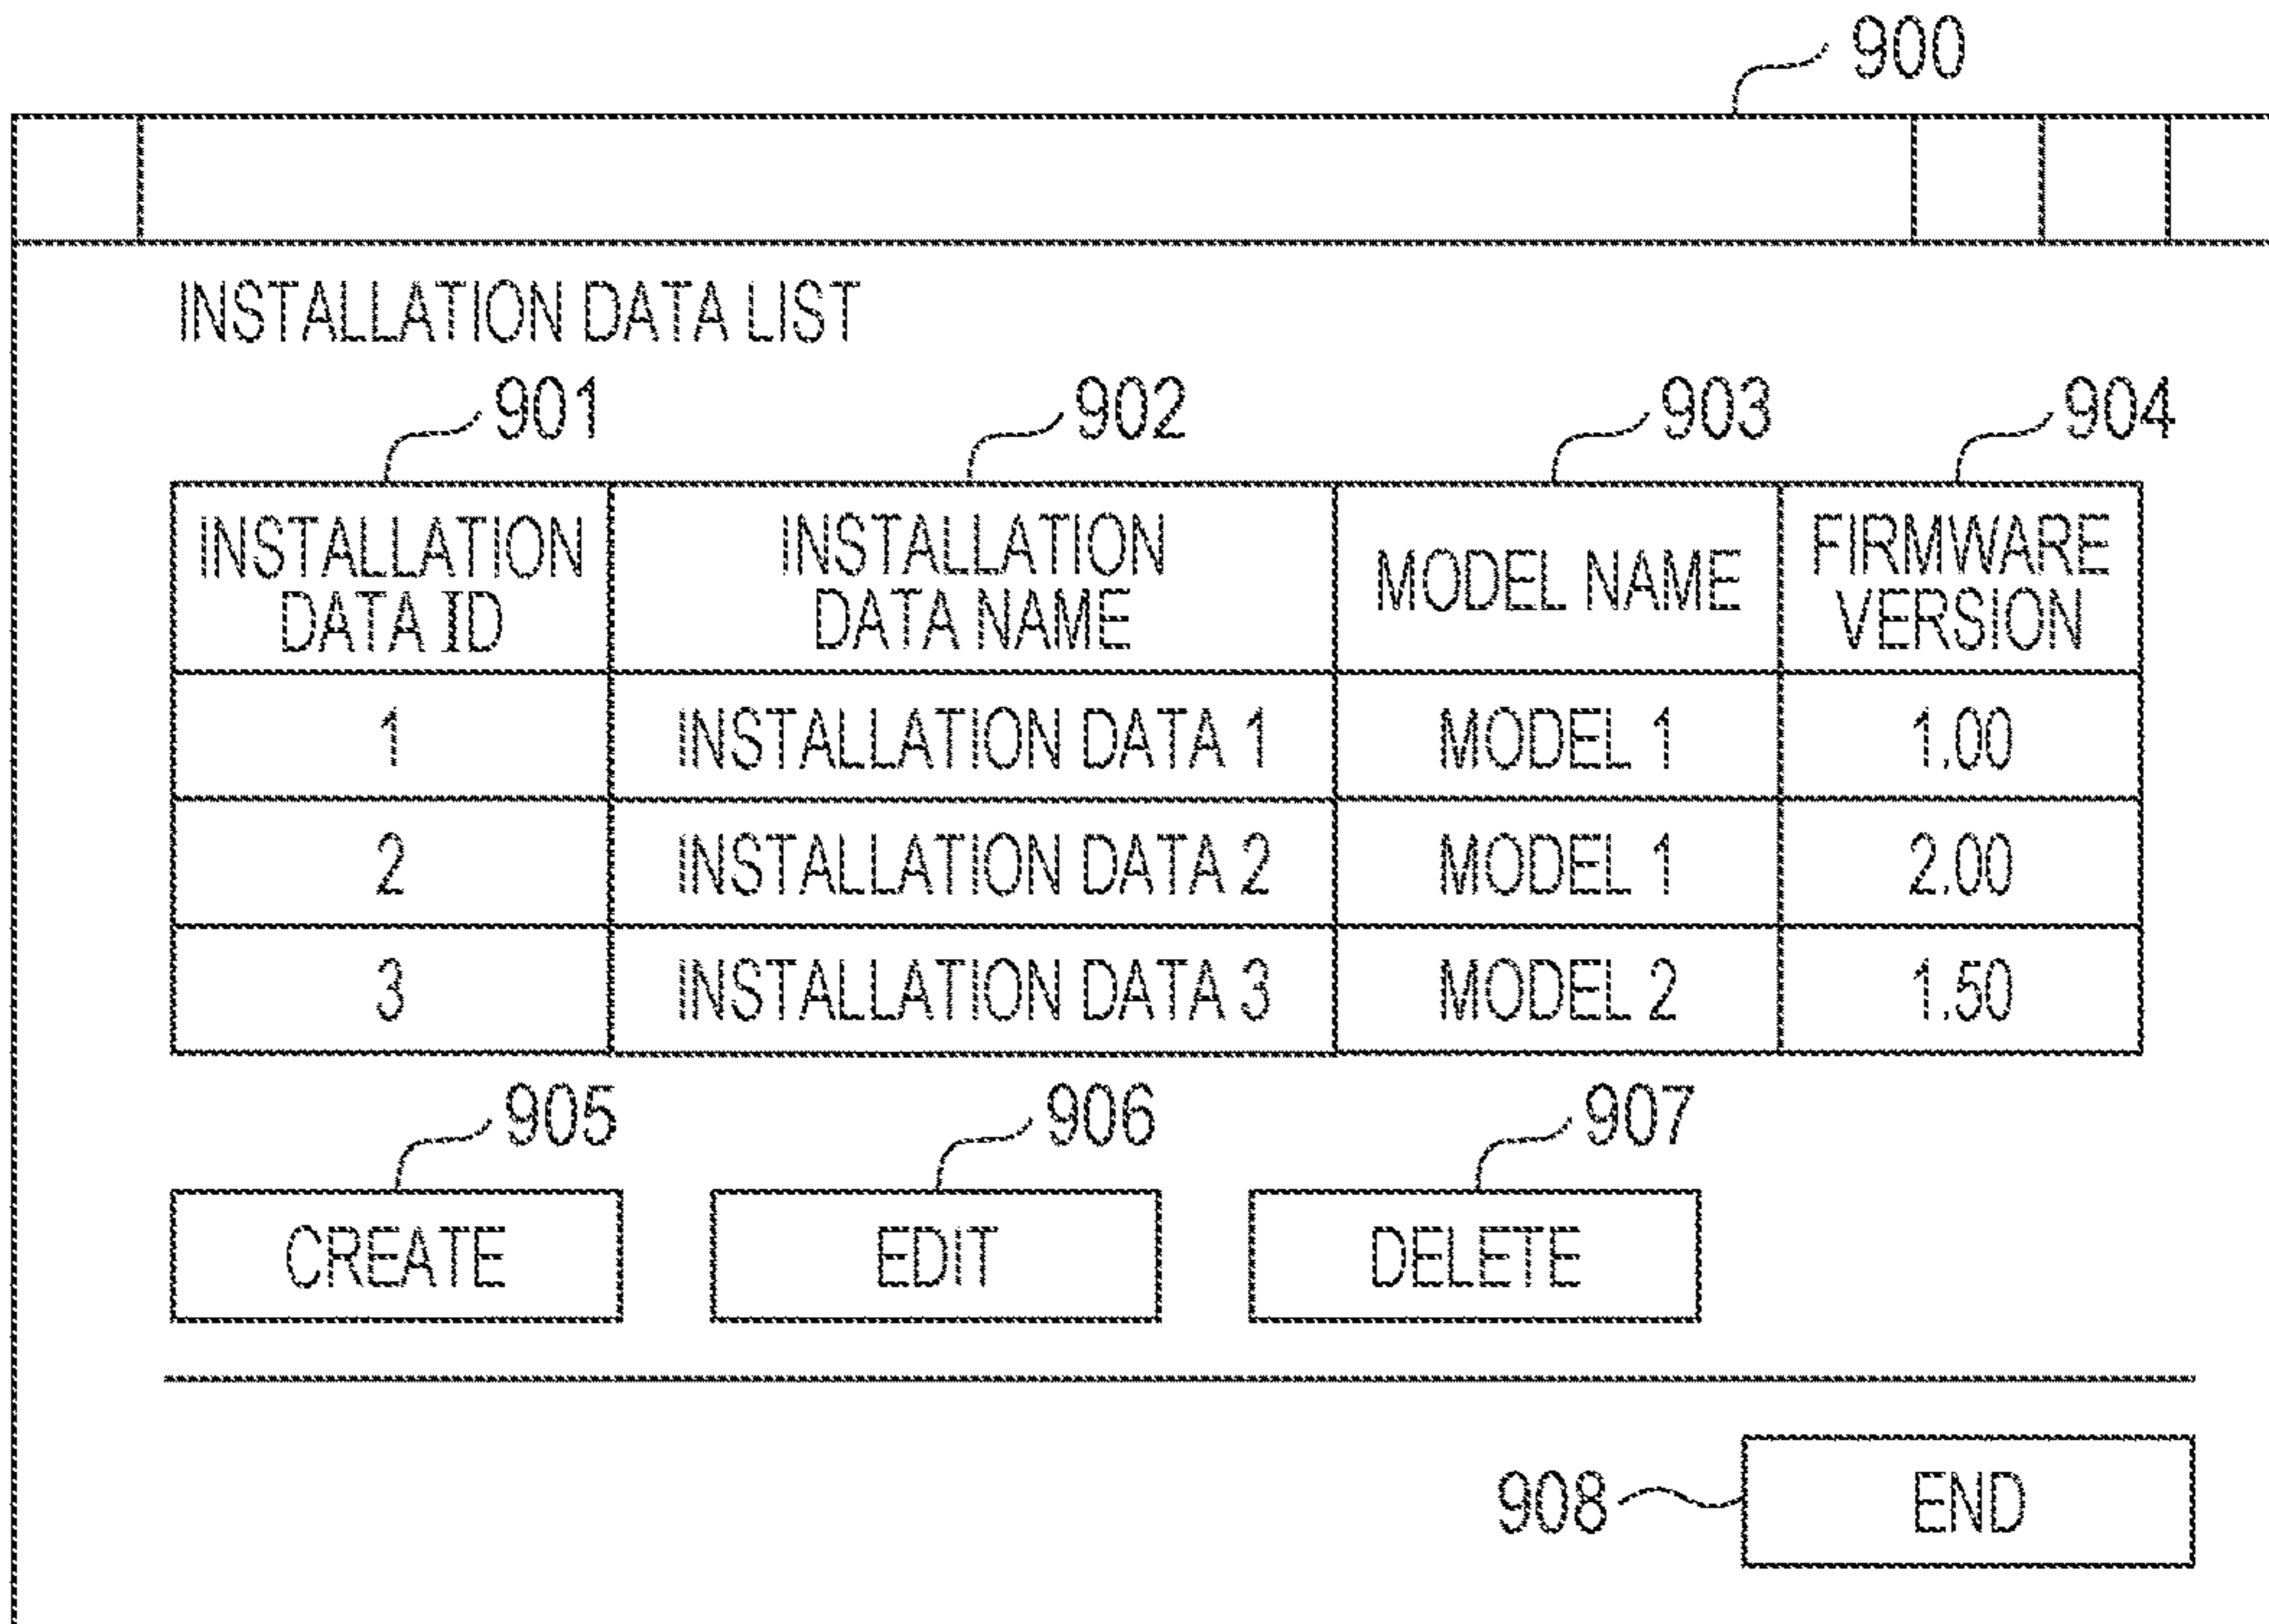 900
INSTALLATION DATA LIST
901 902 903 904
INSTALLATION DATA ID INSTALLATION DATA NAME MODEL NAME FIRMWARE VERSION
1 INSTALLATION DATA 1 MODEL 1 1.00
2 INSTALLATION DATA 2 MODEL 1 2.00
3 INSTALLATION DATA 3 MODEL 2 1.50
905 906 907
CREATE EDIT DELETE
908 END